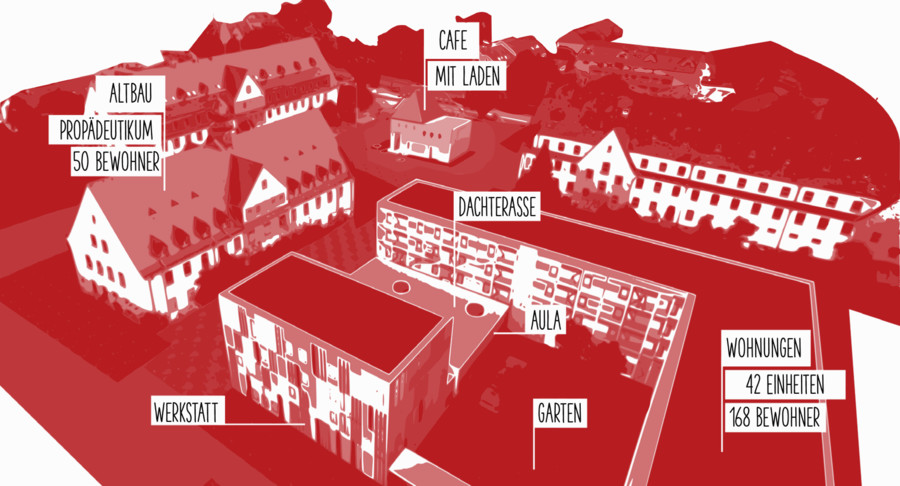 CAFE
MIT LADEN
ALTBAU
PROPÄDEUTIKUM
50 BEWOHNER
DACHTERASSE
AULA
WOHNUNGEN
42 EINHEITEN
168 BEWOHNER
WERKSTATT
GARTEN